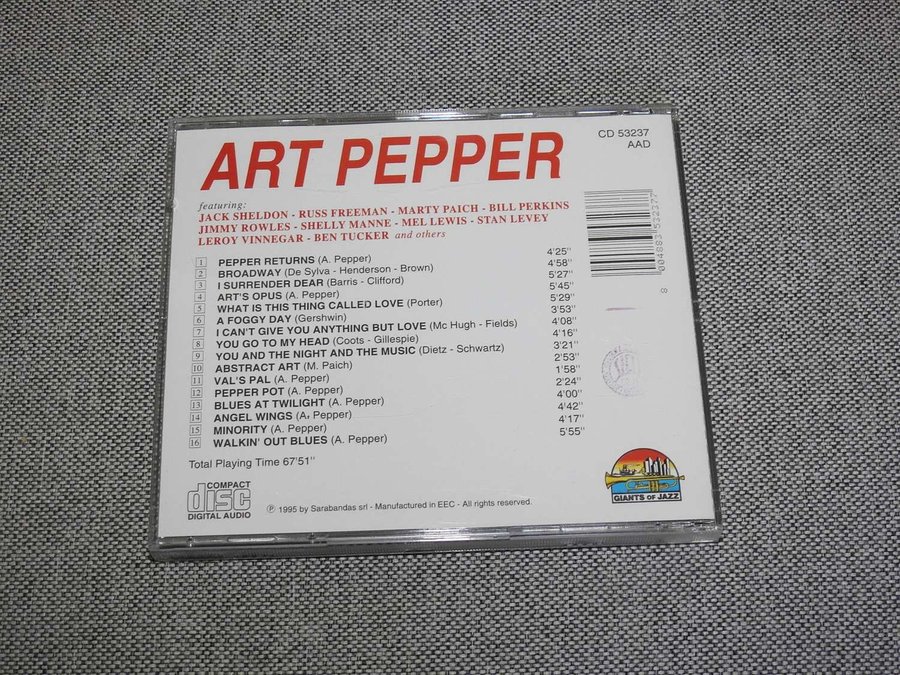 ART PEPPER
CD 53237
AAD
featuring:
JACK SHELDON - RUSS FREEMAN - MARTY PAICH - BILL PERKINS
JIMMY ROWLES - SHELLY MANNE - MEL LEWIS - STAN LEVEY
LEROY VINNEGAR - BEN TUCKER and others
1 PEPPER RETURNS (A. Pepper) 4'25"
2 BROADWAY (De Sylva - Henderson - Brown) 4'58"
3 I SURRENDER DEAR (Barris - Clifford) 5'27"
4 ART'S OPUS (A. Pepper) 5'45"
5 WHAT IS THIS THING CALLED LOVE (Porter) 5'29"
6 A FOGGY DAY (Gershwin) 3'53"
7 I CAN'T GIVE YOU ANYTHING BUT LOVE (Mc Hugh - Fields) 4'08"
8 YOU GO TO MY HEAD (Coots - Gillespie) 4'16"
9 YOU AND THE NIGHT AND THE MUSIC (Dietz - Schwartz) 3'21"
10 ABSTRACT ART (M. Paich) 2'53"
11 VAL'S PAL (A. Pepper) 1'58"
12 PEPPER POT (A. Pepper) 2'24"
13 BLUES AT TWILIGHT (A. Pepper) 4'00"
14 ANGEL WINGS (A. Pepper) 4'42"
15 MINORITY (A. Pepper) 4'17"
16 WALKIN' OUT BLUES (A. Pepper) 5'55"
Total Playing Time 67'51"
COMPACT
disc
DIGITAL AUDIO
℗ 1995 by Sarabandas srl - Manufactured in EEC - All rights reserved.
GIANTS OF JAZZ
004883 532377
8